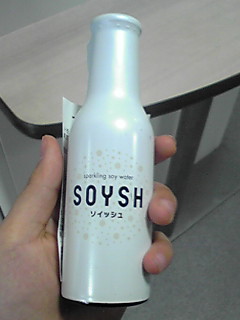 sparkling soy water
SOYSH
ソイッシュ